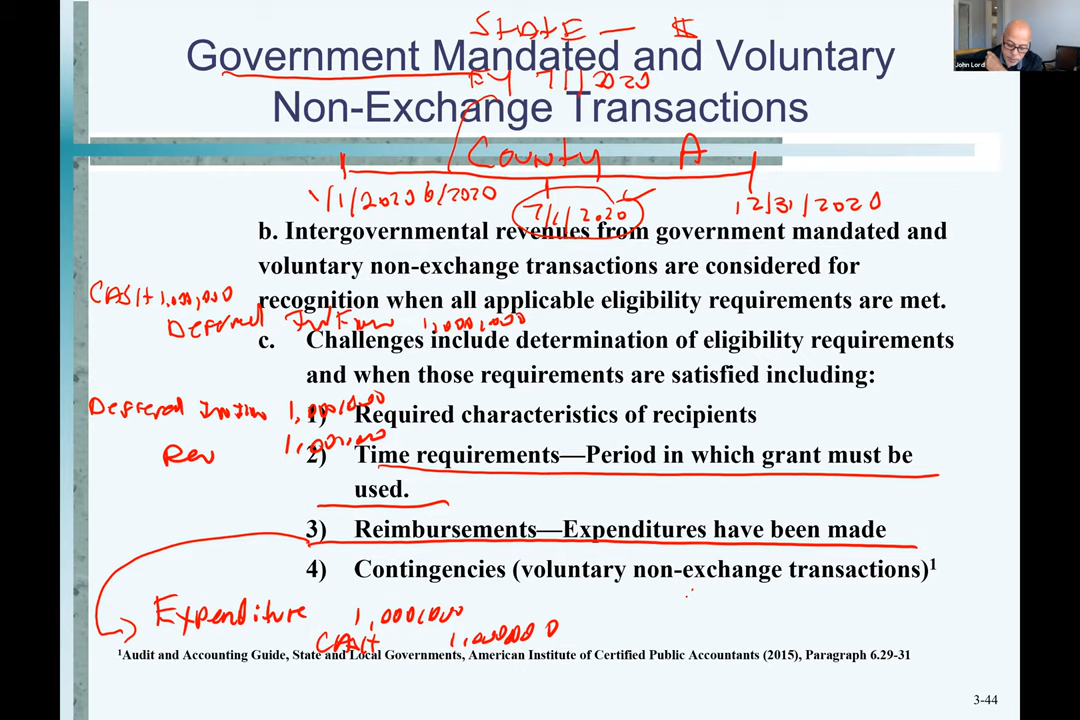 STATE — $
Government Mandated and Voluntary
FY 7/1/2020
Non-Exchange Transactions
John Lord
County A
1/1/2020 6/2020 7/1/2020 12/31/2020
b. Intergovernmental revenues from government mandated and
voluntary non-exchange transactions are considered for
CASH 1,000,000
recognition when all applicable eligibility requirements are met.
Deferred Inflow 1,000,000
c. Challenges include determination of eligibility requirements
and when those requirements are satisfied including:
Deferral Inflow 1,000,000
1) Required characteristics of recipients
Rev 1,000,000
2) Time requirements—Period in which grant must be
used.
3) Reimbursements—Expenditures have been made
4) Contingencies (voluntary non-exchange transactions)¹
Expenditure 1,000,000
CASH 1,000,000
¹Audit and Accounting Guide, State and Local Governments, American Institute of Certified Public Accountants (2015), Paragraph 6.29-31
3-44